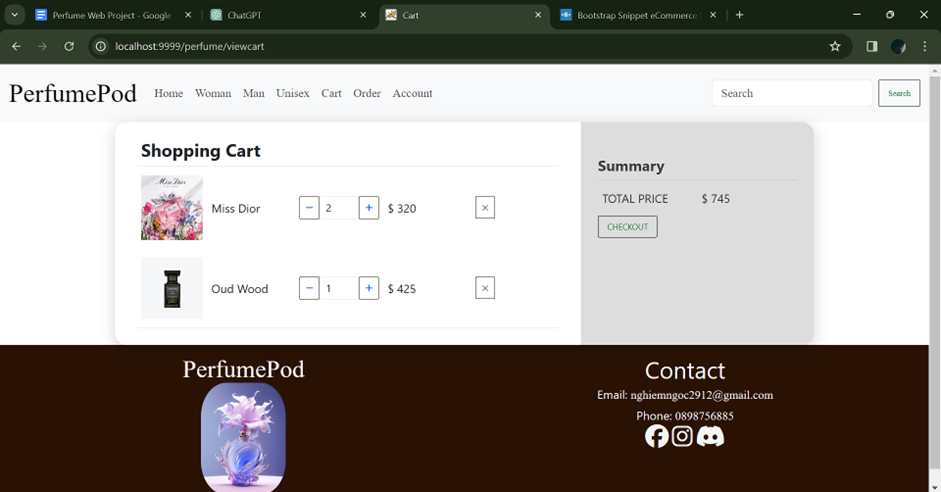 Perfume Web Project - Google
ChatGPT
Cart
Bootstrap Snippet eCommerce
localhost:9999/perfume/viewcart
PerfumePod Home Woman Man Unisex Cart Order Account Search Search
Shopping Cart
Miss Dior
Miss Dior − 2 + $ 320 ×
Oud Wood − 1 + $ 425 ×
Summary
TOTAL PRICE $ 745
CHECKOUT
PerfumePod
Contact
Email: nghiemngoc2912@gmail.com
Phone: 0898756885